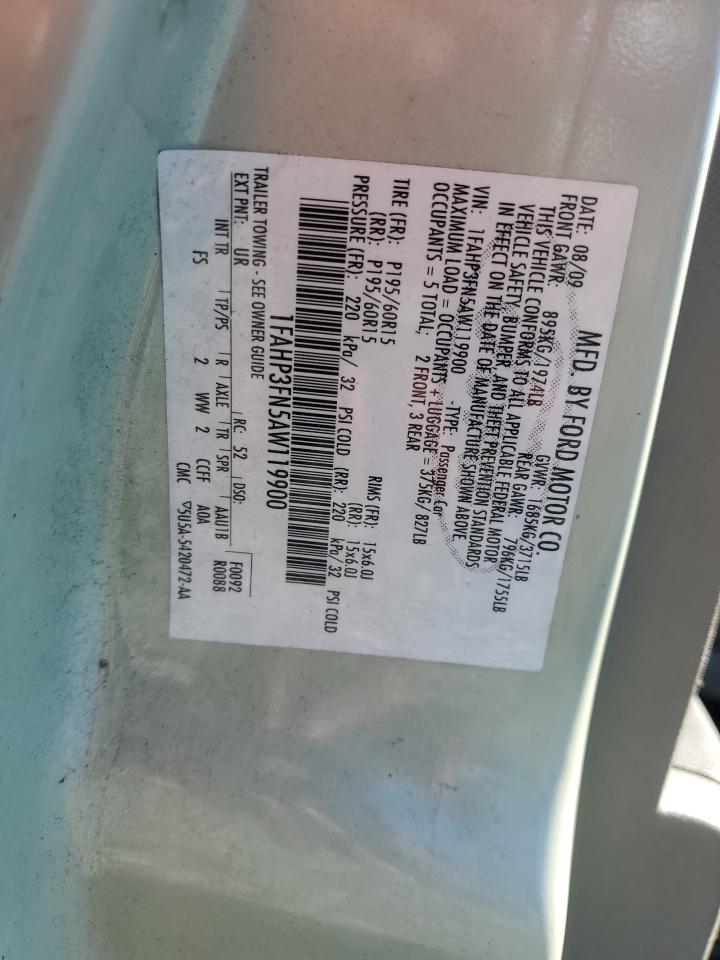 MFD. BY FORD MOTOR CO.
DATE: 08/09 GVWR: 1685KG/3715LB
FRONT GAWR: 895KG/1974LB REAR GAWR: 796KG/1755LB
THIS VEHICLE CONFORMS TO ALL APPLICABLE FEDERAL MOTOR
VEHICLE SAFETY, BUMPER, AND THEFT PREVENTION STANDARDS
IN EFFECT ON THE DATE OF MANUFACTURE SHOWN ABOVE.
VIN: 1FAHP3FN5AW119900 TYPE: Passenger Car
MAXIMUM LOAD = OCCUPANTS + LUGGAGE = 375KG/827LB
OCCUPANTS = 5 TOTAL; 2 FRONT, 3 REAR
TIRE (FR): P195/60R15 RIMS (FR): 15x6.0J
(RR): P195/60R15 (RR): 15x6.0J
PRESSURE (FR): 220 kPa/ 32 PSI COLD (RR): 220 kPa/ 32 PSI COLD
1FAHP3FN5AW119900
TRAILER TOWING - SEE OWNER GUIDE
EXT PNT: UR RC: 52 DSO: F0092
R0088
INT TR TP/PS R AXLE TR SPR AAU1B
FS 2 WW 2 CCFF AOA
CMC 5U5A-5420472-AA